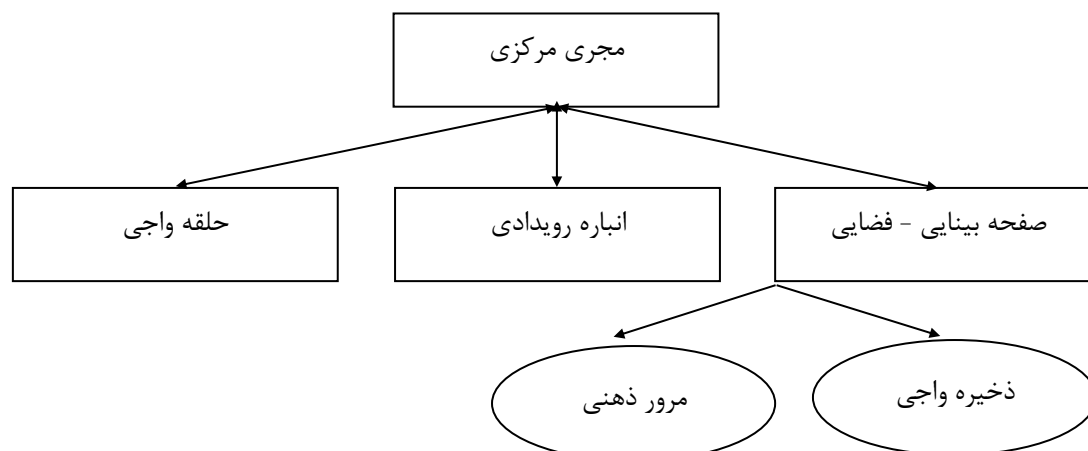 مجری مرکزی
صفحه بینایی - فضایی
انباره رویدادی
حلقه واجی
ذخیره واجی
مرور ذهنی